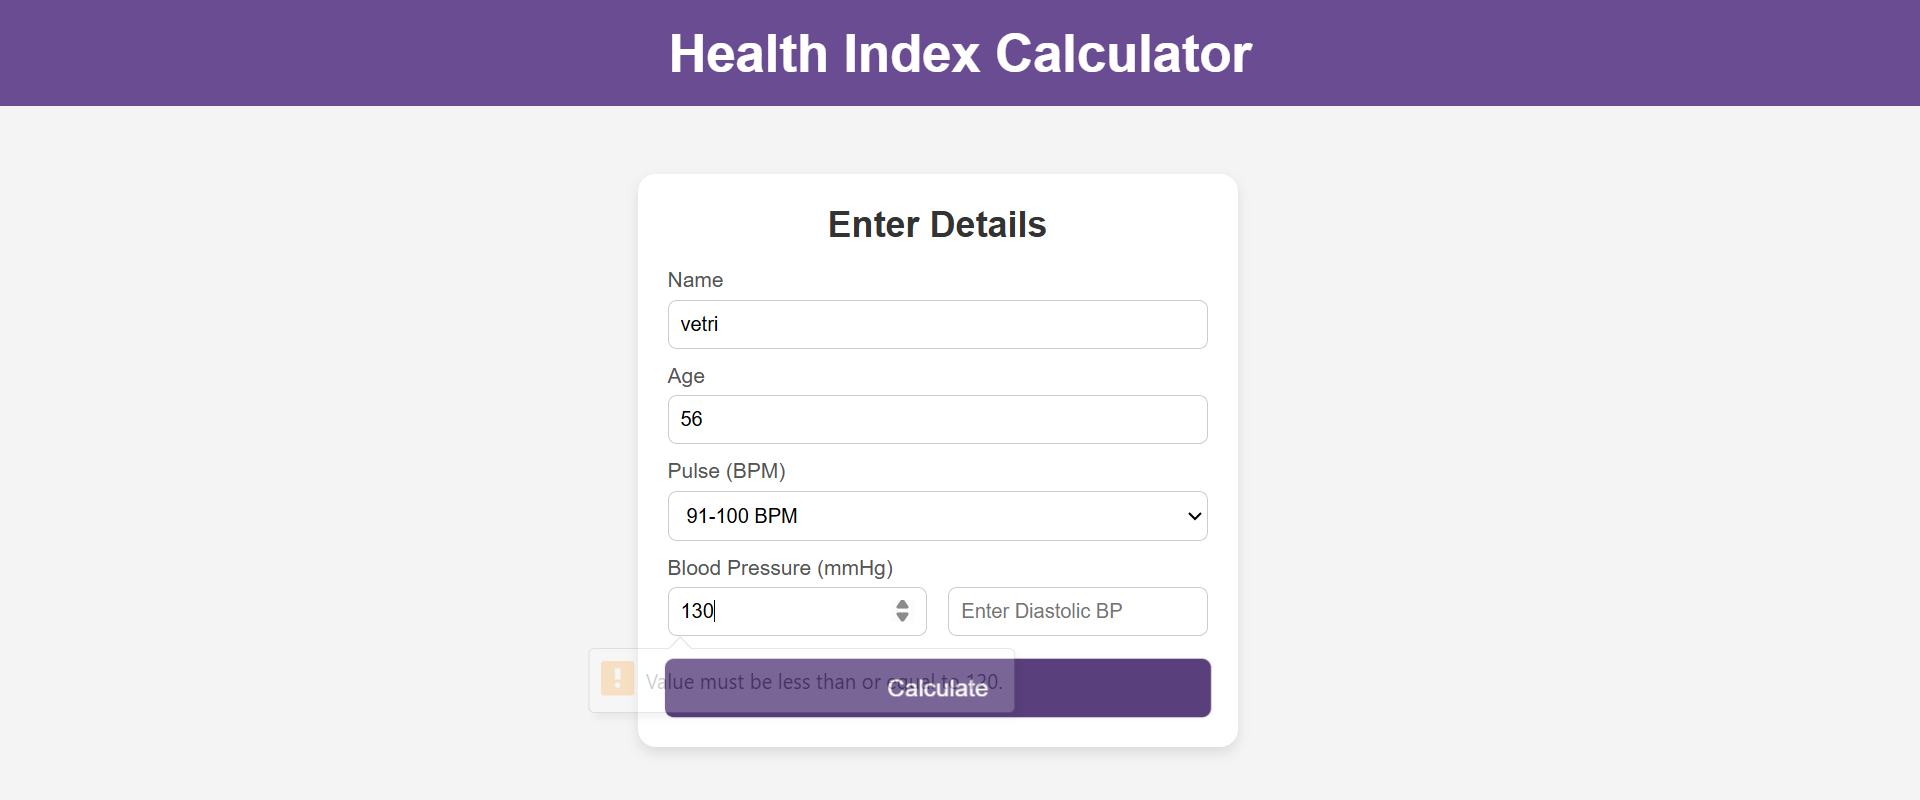 Health Index Calculator
Enter Details
Name
vetri
Age
56
Pulse (BPM)
91-100 BPM
Blood Pressure (mmHg)
130
Enter Diastolic BP
Value must be less than or equal to 130.
Calculate